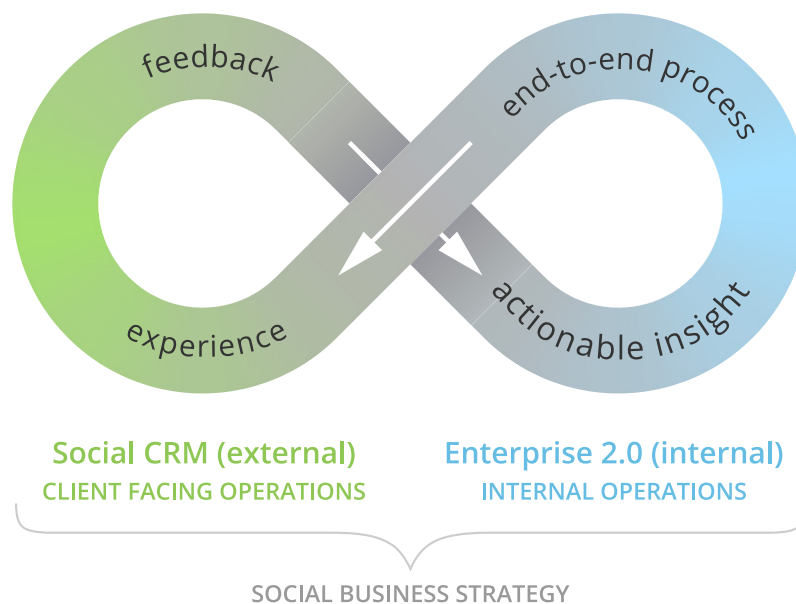 feedback
end-to-end process
experience
actionable insight
Social CRM (external)
CLIENT FACING OPERATIONS
Enterprise 2.0 (internal)
INTERNAL OPERATIONS
SOCIAL BUSINESS STRATEGY